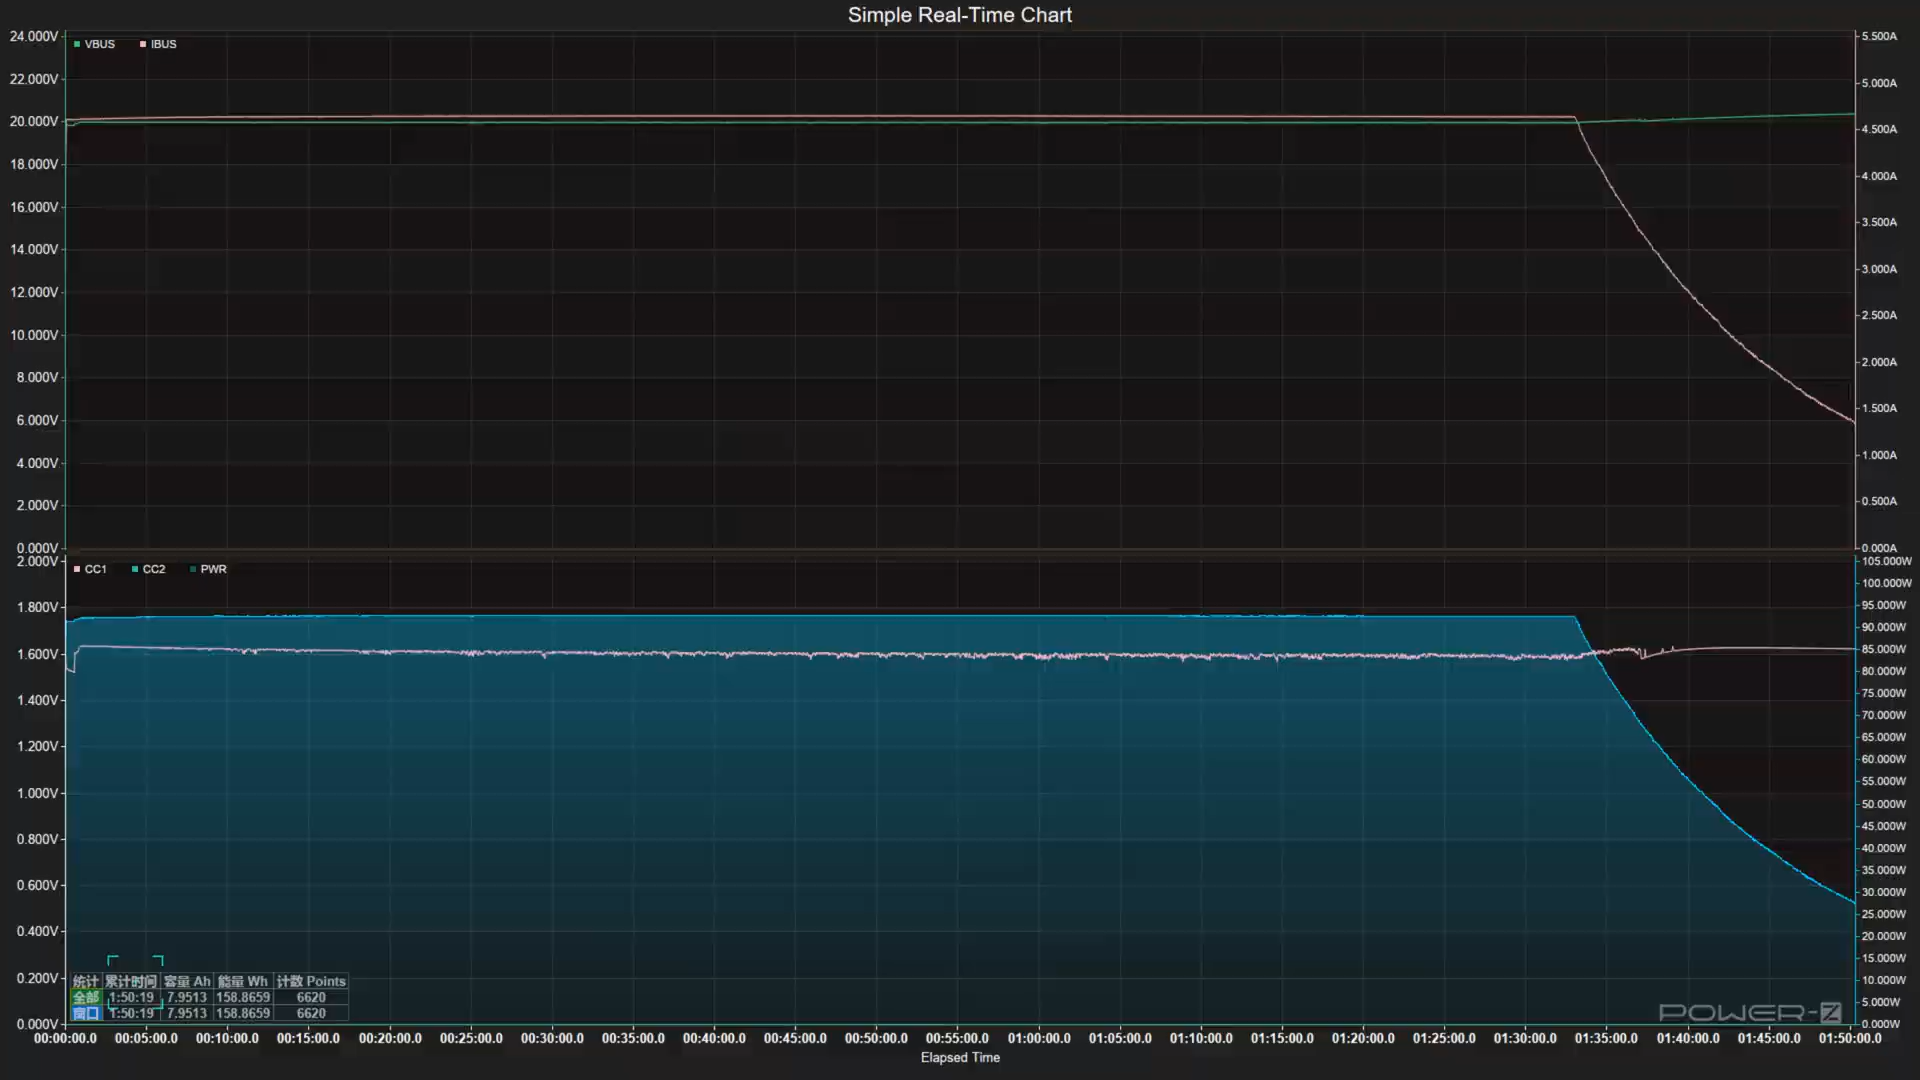 Simple Real-Time Chart
VBUS IBUS
24.000V
22.000V
20.000V
18.000V
16.000V
14.000V
12.000V
10.000V
8.000V
6.000V
4.000V
2.000V
0.000V
5.500A
5.000A
4.500A
4.000A
3.500A
3.000A
2.500A
2.000A
1.500A
1.000A
0.500A
0.000A
CC1 CC2 PWR
2.000V
1.800V
1.600V
1.400V
1.200V
1.000V
0.800V
0.600V
0.400V
0.200V
0.000V
105.000W
100.000W
95.000W
90.000W
85.000W
80.000W
75.000W
70.000W
65.000W
60.000W
55.000W
50.000W
45.000W
40.000W
35.000W
30.000W
25.000W
20.000W
15.000W
10.000W
5.000W
0.000W
统计 累计时间 容量 Ah 能量 Wh 计数 Points
全部 1:50:19 7.9513 158.8659 6620
窗口 1:50:19 7.9513 158.8659 6620
POWER-Z
00:00:00.0 00:05:00.0 00:10:00.0 00:15:00.0 00:20:00.0 00:25:00.0 00:30:00.0 00:35:00.0 00:40:00.0 00:45:00.0 00:50:00.0 00:55:00.0 01:00:00.0 01:05:00.0 01:10:00.0 01:15:00.0 01:20:00.0 01:25:00.0 01:30:00.0 01:35:00.0 01:40:00.0 01:45:00.0 01:50:00.0
Elapsed Time